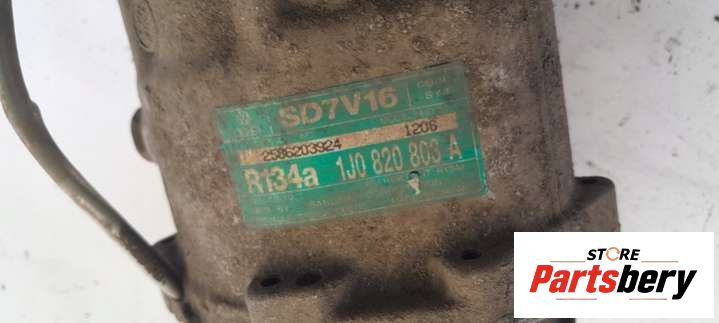 SD7V16
2586203924 1206
R134a 1J0 820 803 A
STORE
Partsbery